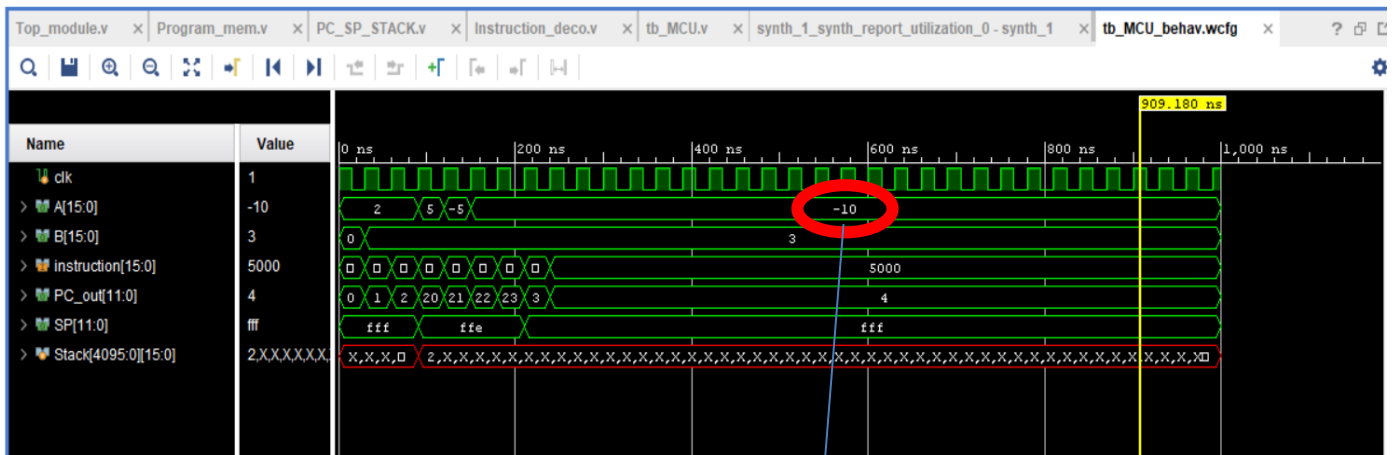 Top_module.v × Program_mem.v × PC_SP_STACK.v × Instruction_deco.v × tb_MCU.v × synth_1_synth_report_utilization_0 - synth_1 × tb_MCU_behav.wcfg × ?
909.180 ns
Name Value 0 ns 200 ns 400 ns 600 ns 800 ns 1,000 ns
clk 1
> A[15:0] -10 2 5 -5 -10
> B[15:0] 3 0 3
> instruction[15:0] 5000 5000
> PC_out[11:0] 4 0 1 2 20 21 22 23 3 4
> SP[11:0] fff fff ffe fff
> Stack[4095:0][15:0] 2,X,X,X,X,X,X, X,X,X, 2,X,X,X,X,X,X,X,X,X,X,X,X,X,X,X,X,X,X,X,X,X,X,X,X,X,X,X,X,X,X,X,X,X,X,X,X,X,X,X